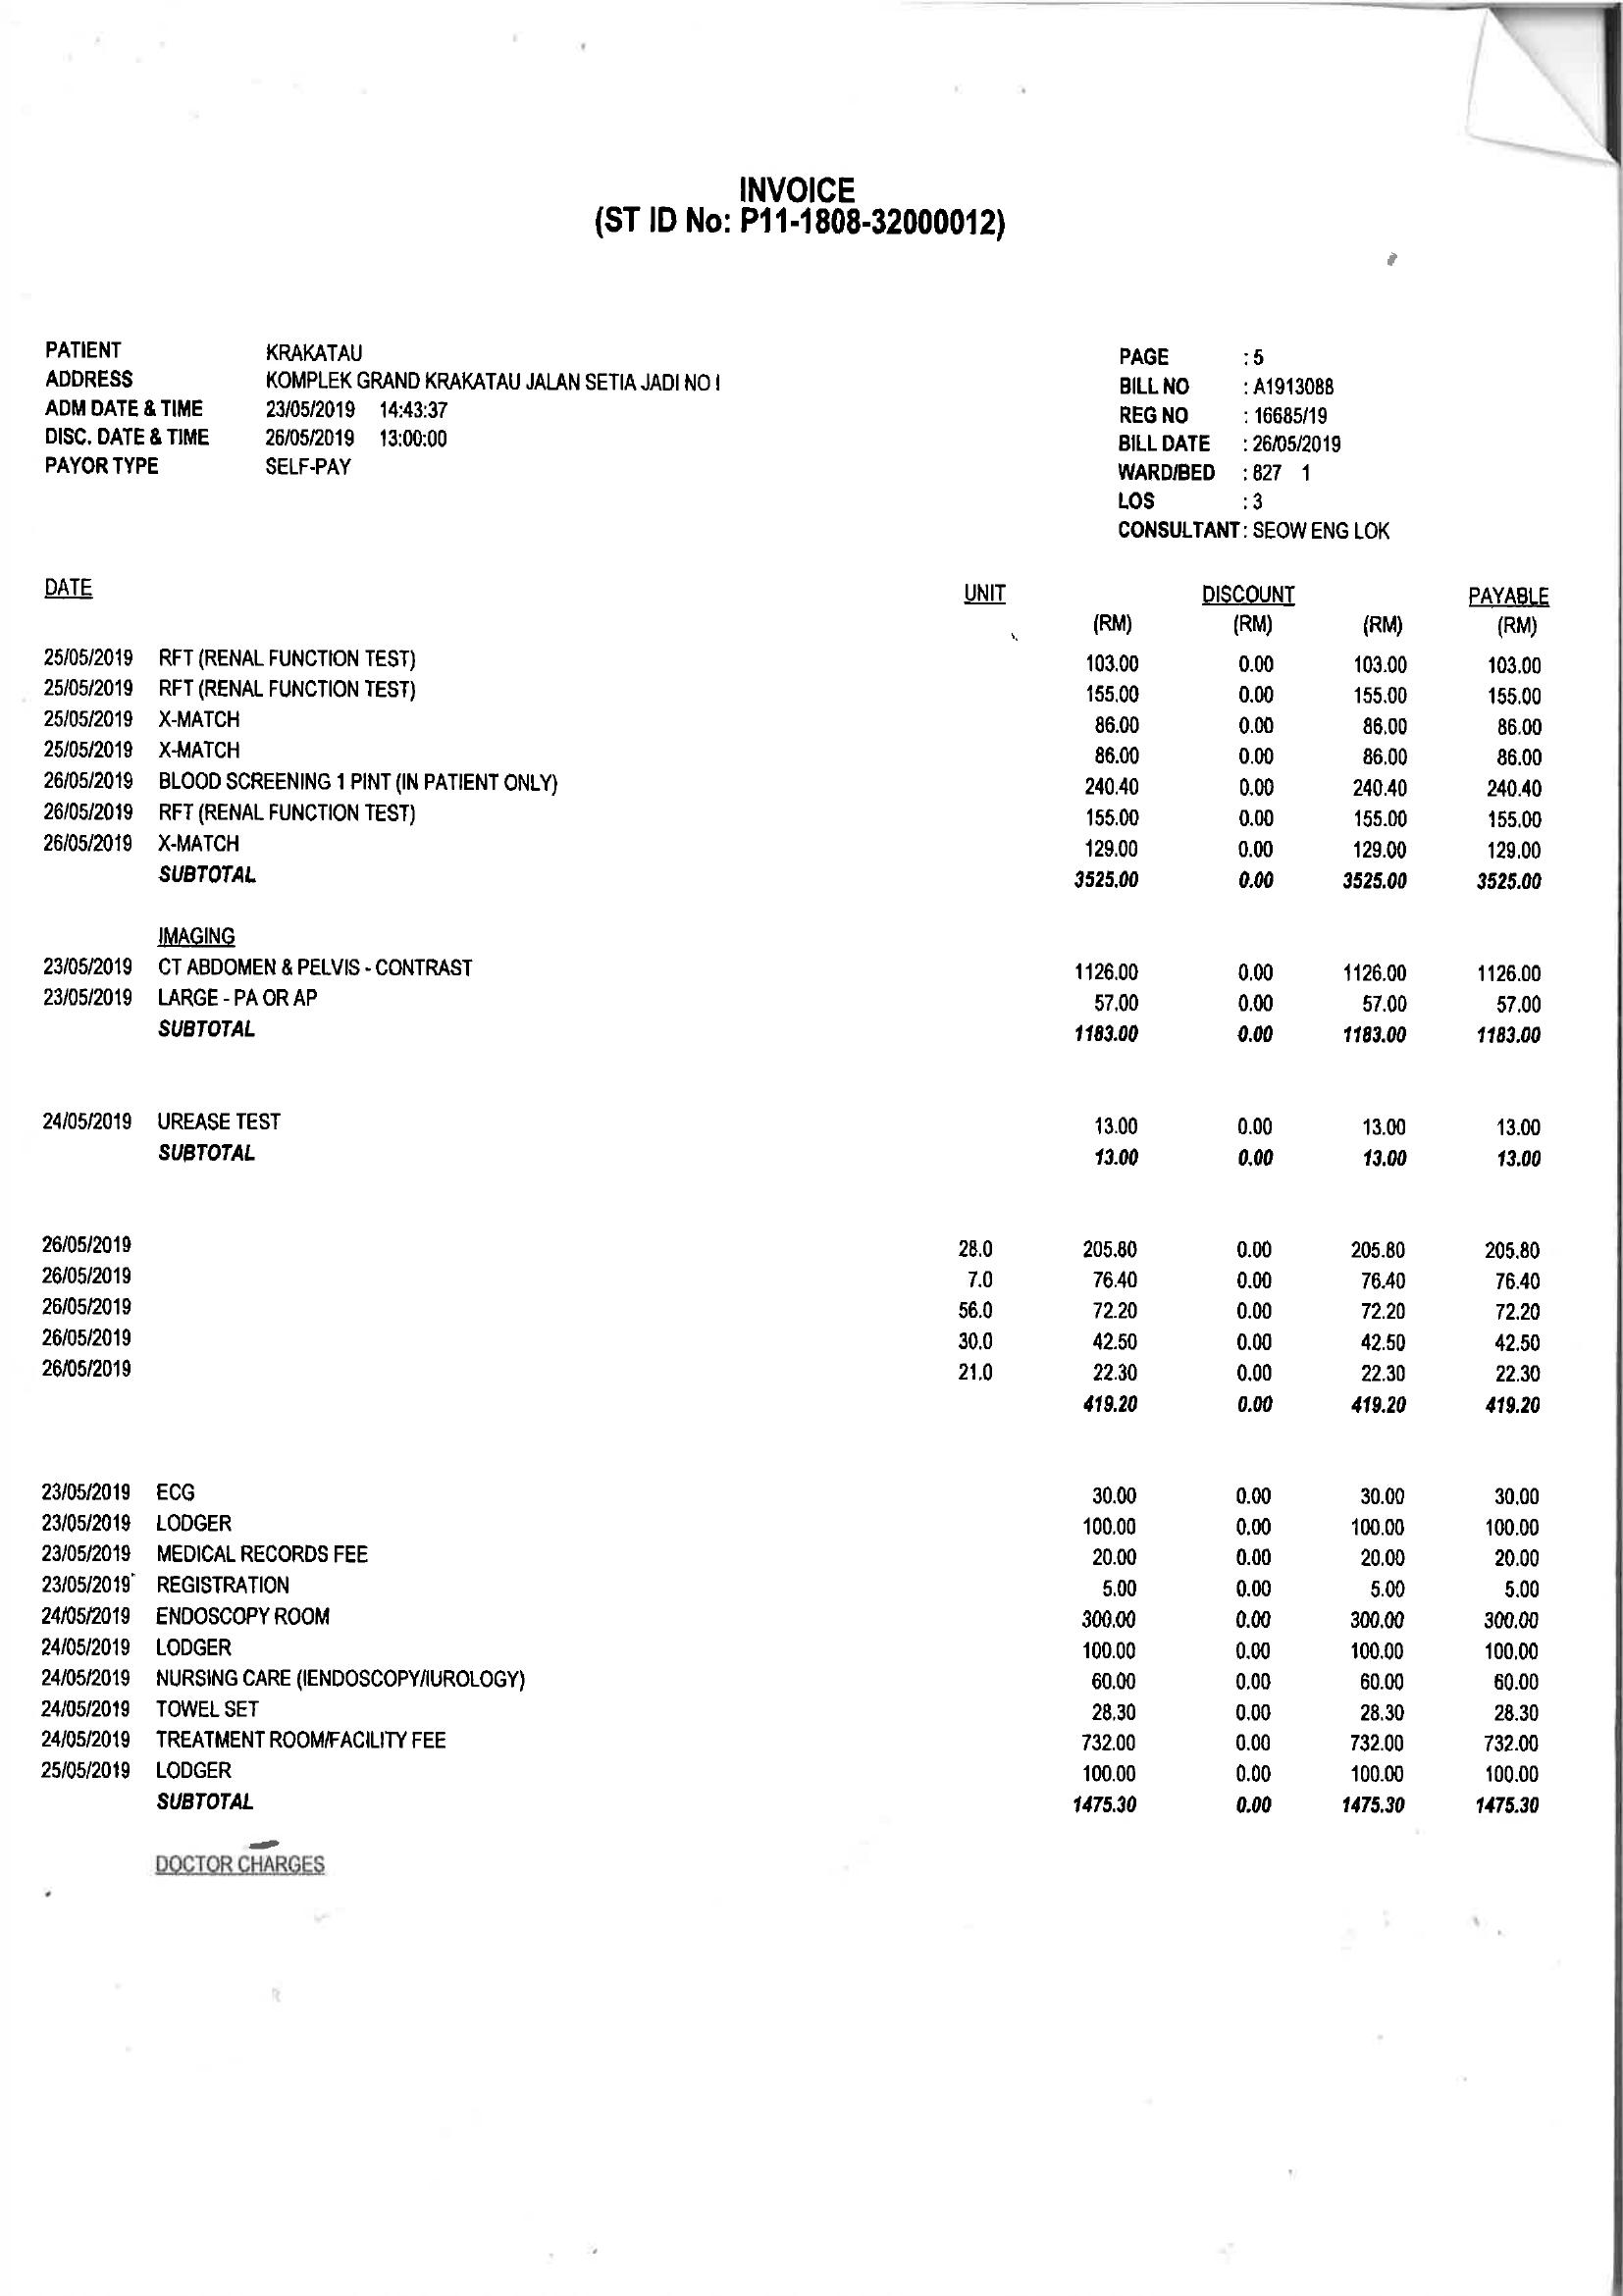 INVOICE
(ST ID No: P11-1808-32000012)
PATIENT KRAKATAU
ADDRESS KOMPLEK GRAND KRAKATAU JALAN SETIA JADI NO I
ADM DATE & TIME 23/05/2019 14:43:37
DISC. DATE & TIME 26/05/2019 13:00:00
PAYOR TYPE SELF-PAY
PAGE : 5
BILL NO : A1913088
REG NO : 16685/19
BILL DATE : 26/05/2019
WARD/BED : 827 1
LOS : 3
CONSULTANT : SEOW ENG LOK
DATE UNIT DISCOUNT PAYABLE
(RM) (RM) (RM) (RM)
25/05/2019 RFT (RENAL FUNCTION TEST) 103.00 0.00 103.00 103.00
25/05/2019 RFT (RENAL FUNCTION TEST) 155.00 0.00 155.00 155.00
25/05/2019 X-MATCH 86.00 0.00 86.00 86.00
25/05/2019 X-MATCH 86.00 0.00 86.00 86.00
26/05/2019 BLOOD SCREENING 1 PINT (IN PATIENT ONLY) 240.40 0.00 240.40 240.40
26/05/2019 RFT (RENAL FUNCTION TEST) 155.00 0.00 155.00 155.00
26/05/2019 X-MATCH 129.00 0.00 129.00 129.00
SUBTOTAL 3525.00 0.00 3525.00 3525.00
IMAGING
23/05/2019 CT ABDOMEN & PELVIS - CONTRAST 1126.00 0.00 1126.00 1126.00
23/05/2019 LARGE - PA OR AP 57.00 0.00 57.00 57.00
SUBTOTAL 1183.00 0.00 1183.00 1183.00
24/05/2019 UREASE TEST 13.00 0.00 13.00 13.00
SUBTOTAL 13.00 0.00 13.00 13.00
26/05/2019 28.0 205.80 0.00 205.80 205.80
26/05/2019 7.0 76.40 0.00 76.40 76.40
26/05/2019 56.0 72.20 0.00 72.20 72.20
26/05/2019 30.0 42.50 0.00 42.50 42.50
26/05/2019 21.0 22.30 0.00 22.30 22.30
419.20 0.00 419.20 419.20
23/05/2019 ECG 30.00 0.00 30.00 30.00
23/05/2019 LODGER 100.00 0.00 100.00 100.00
23/05/2019 MEDICAL RECORDS FEE 20.00 0.00 20.00 20.00
23/05/2019 REGISTRATION 5.00 0.00 5.00 5.00
24/05/2019 ENDOSCOPY ROOM 300.00 0.00 300.00 300.00
24/05/2019 LODGER 100.00 0.00 100.00 100.00
24/05/2019 NURSING CARE (IENDOSCOPY/IUROLOGY) 60.00 0.00 60.00 60.00
24/05/2019 TOWEL SET 28.30 0.00 28.30 28.30
24/05/2019 TREATMENT ROOM/FACILITY FEE 732.00 0.00 732.00 732.00
25/05/2019 LODGER 100.00 0.00 100.00 100.00
SUBTOTAL 1475.30 0.00 1475.30 1475.30
DOCTOR CHARGES